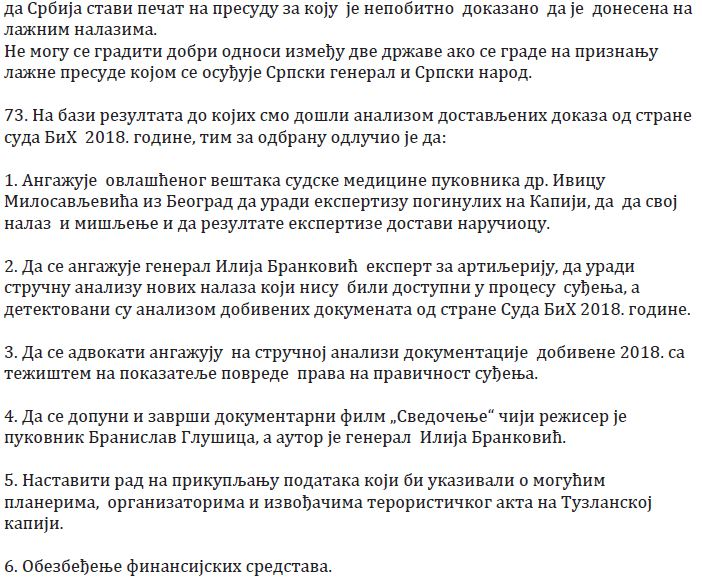 да Србија стави печат на пресуду за коју је непобитно доказано да је донесена на
лажним налазима.
Не могу се градити добри односи између две државе ако се граде на признању
лажне пресуде којом се осуђује Српски генерал и Српски народ.
73. На бази резултата до којих смо дошли анализом достављених доказа од стране
суда БиХ 2018. године, тим за одбрану одлучио је да:
1. Ангажује овлашћеног вештака судске медицине пуковника др. Ивицу
Милосављевића из Београд да уради експертизу погинулих на Капији, да да свој
налаз и мишљење и да резултате експертизе достави наручиоцу.
2. Да се ангажује генерал Илија Бранковић експерт за артиљерију, да уради
стручну анализу нових налаза који нису били доступни у процесу суђења, а
детектовани су анализом добивених докумената од стране Суда БиХ 2018. године.
3. Да се адвокати ангажују на стручној анализи документације добивене 2018. са
тежиштем на показатеље повреде права на правичност суђења.
4. Да се допуни и заврши документарни филм „Сведочење“ чији режисер је
пуковник Бранислав Глушица, а аутор је генерал Илија Бранковић.
5. Наставити рад на прикупљању података који би указивали о могућим
планерима, организаторима и извођачима терористичког акта на Тузланској
капији.
6. Обезбеђење финансијских средстава.